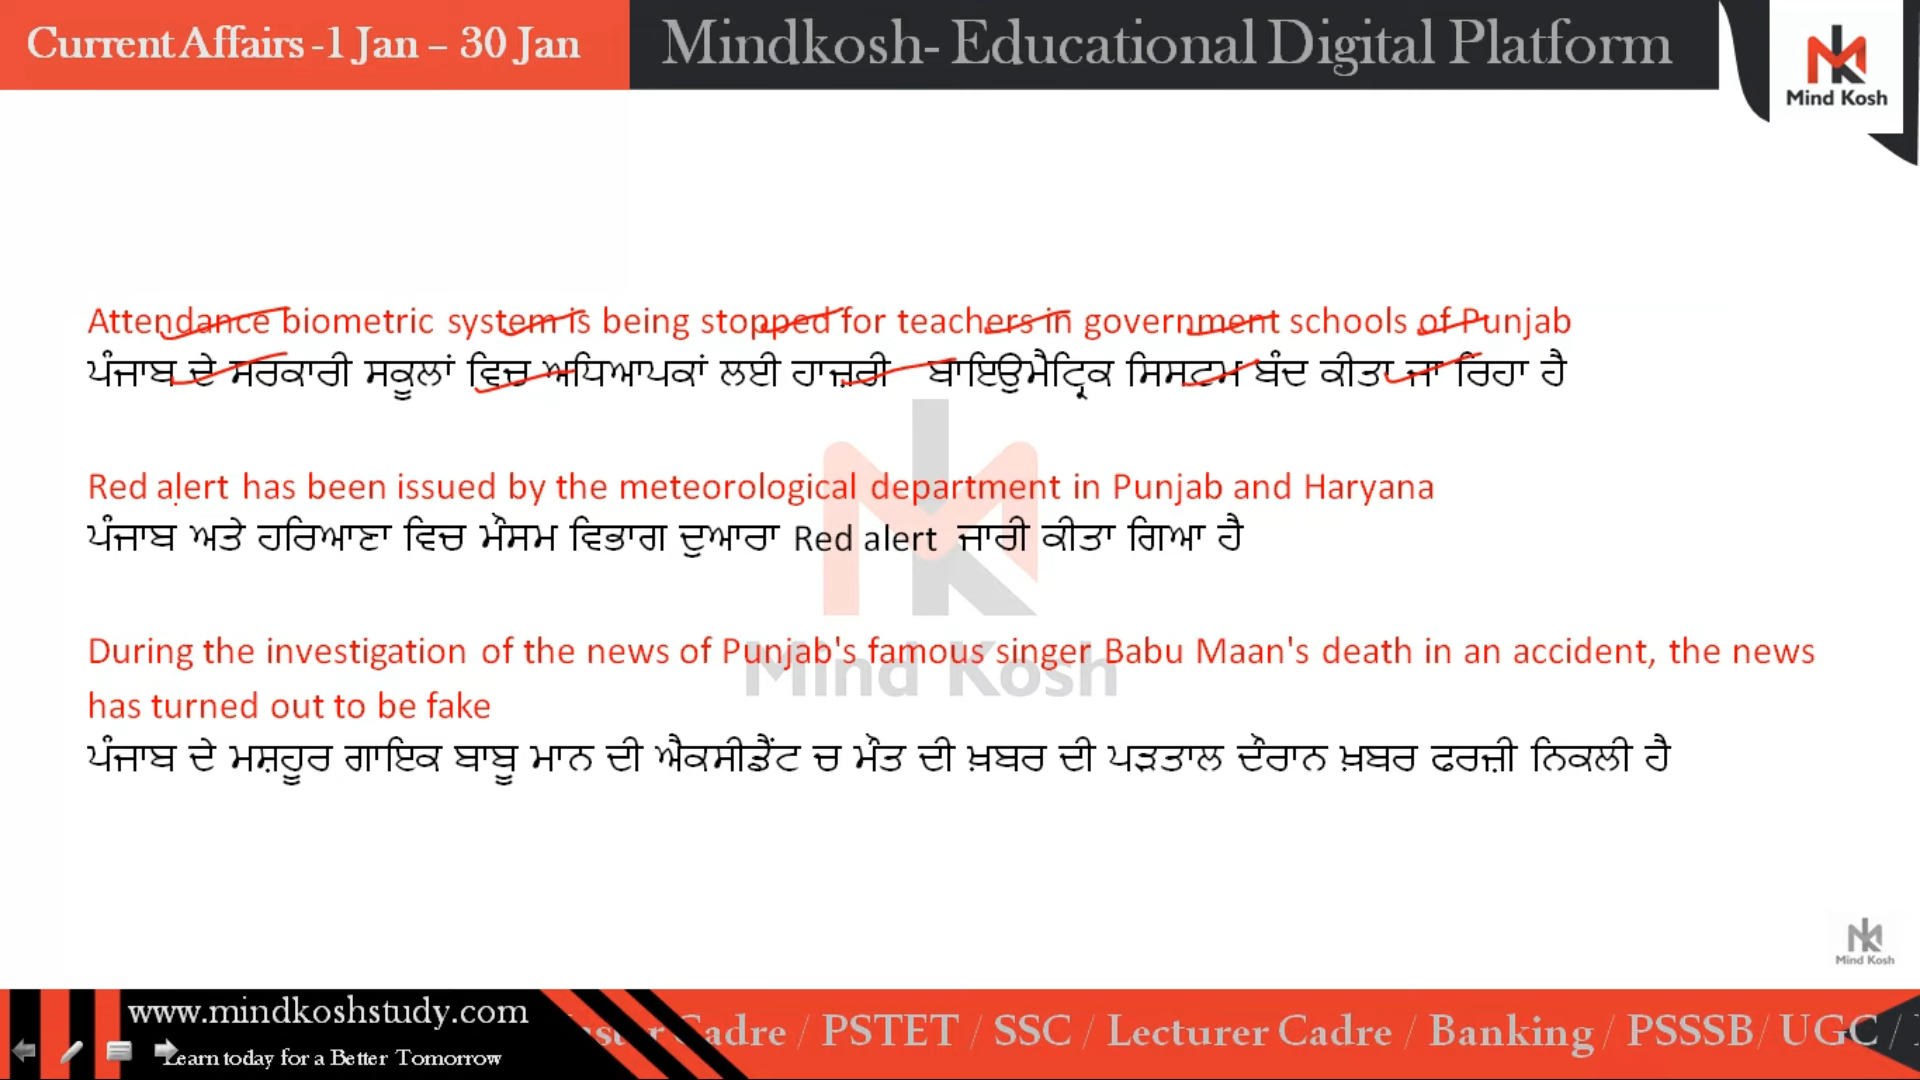 Current Affairs -1 Jan – 30 Jan
Mindkosh- Educational Digital Platform
Mind Kosh
Attendance biometric system is being stopped for teachers in government schools of Punjab
ਪੰਜਾਬ ਦੇ ਸਰਕਾਰੀ ਸਕੂਲਾਂ ਵਿਚ ਅਧਿਆਪਕਾਂ ਲਈ ਹਾਜ਼ਰੀ ਬਾਇਉਮੈਟ੍ਰਿਕ ਸਿਸਟਮ ਬੰਦ ਕੀਤਾ ਜਾ ਰਿਹਾ ਹੈ
Red alert has been issued by the meteorological department in Punjab and Haryana
ਪੰਜਾਬ ਅਤੇ ਹਰਿਆਣਾ ਵਿਚ ਮੌਸਮ ਵਿਭਾਗ ਦੁਆਰਾ Red alert ਜਾਰੀ ਕੀਤਾ ਗਿਆ ਹੈ
During the investigation of the news of Punjab's famous singer Babu Maan's death in an accident, the news
has turned out to be fake
Mind Kosh
ਪੰਜਾਬ ਦੇ ਮਸ਼ਹੂਰ ਗਾਇਕ ਬਾਬੂ ਮਾਨ ਦੀ ਐਕਸੀਡੈਂਟ ਚ ਮੌਤ ਦੀ ਖ਼ਬਰ ਦੀ ਪੜਤਾਲ ਦੌਰਾਨ ਖ਼ਬਰ ਫਰਜ਼ੀ ਨਿਕਲੀ ਹੈ
Mind Kosh
www.mindkoshstudy.com
Learn today for a Better Tomorrow
Cadre / PSTET / SSC / Lecturer Cadre / Banking / PSSSB/ UGC /